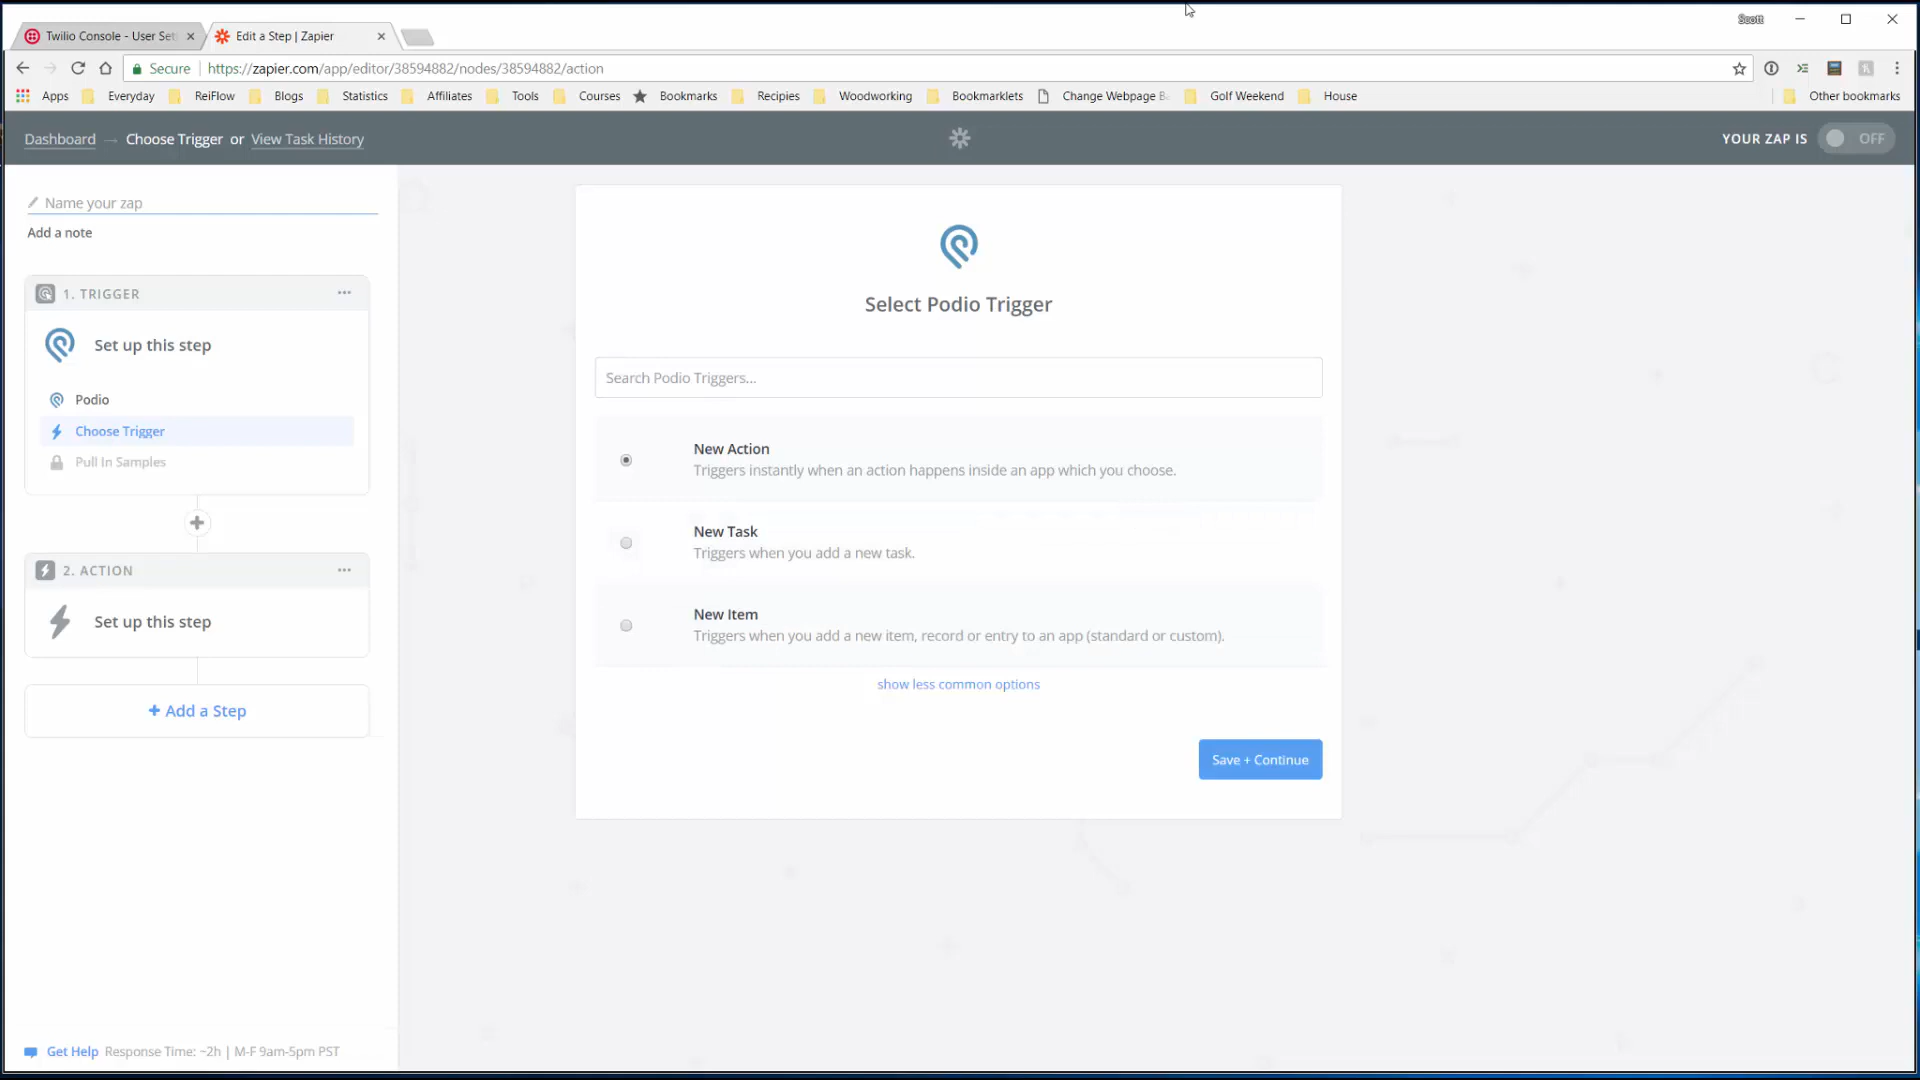 Scott
Twilio Console - User Set
Edit a Step | Zapier
Secure https://zapier.com/app/editor/38594882/nodes/38594882/action
Apps Everyday ReiFlow Blogs Statistics Affiliates Tools Courses Bookmarks Recipies Woodworking Bookmarklets Change Webpage Ba Golf Weekend House Other bookmarks
Dashboard → Choose Trigger or View Task History
YOUR ZAP IS OFF
Name your zap
Add a note
1. TRIGGER
Set up this step
Podio
Choose Trigger
Pull In Samples
2. ACTION
Set up this step
+ Add a Step
Select Podio Trigger
Search Podio Triggers...
New Action
Triggers instantly when an action happens inside an app which you choose.
New Task
Triggers when you add a new task.
New Item
Triggers when you add a new item, record or entry to an app (standard or custom).
show less common options
Save + Continue
Get Help Response Time: ~2h | M-F 9am-5pm PST